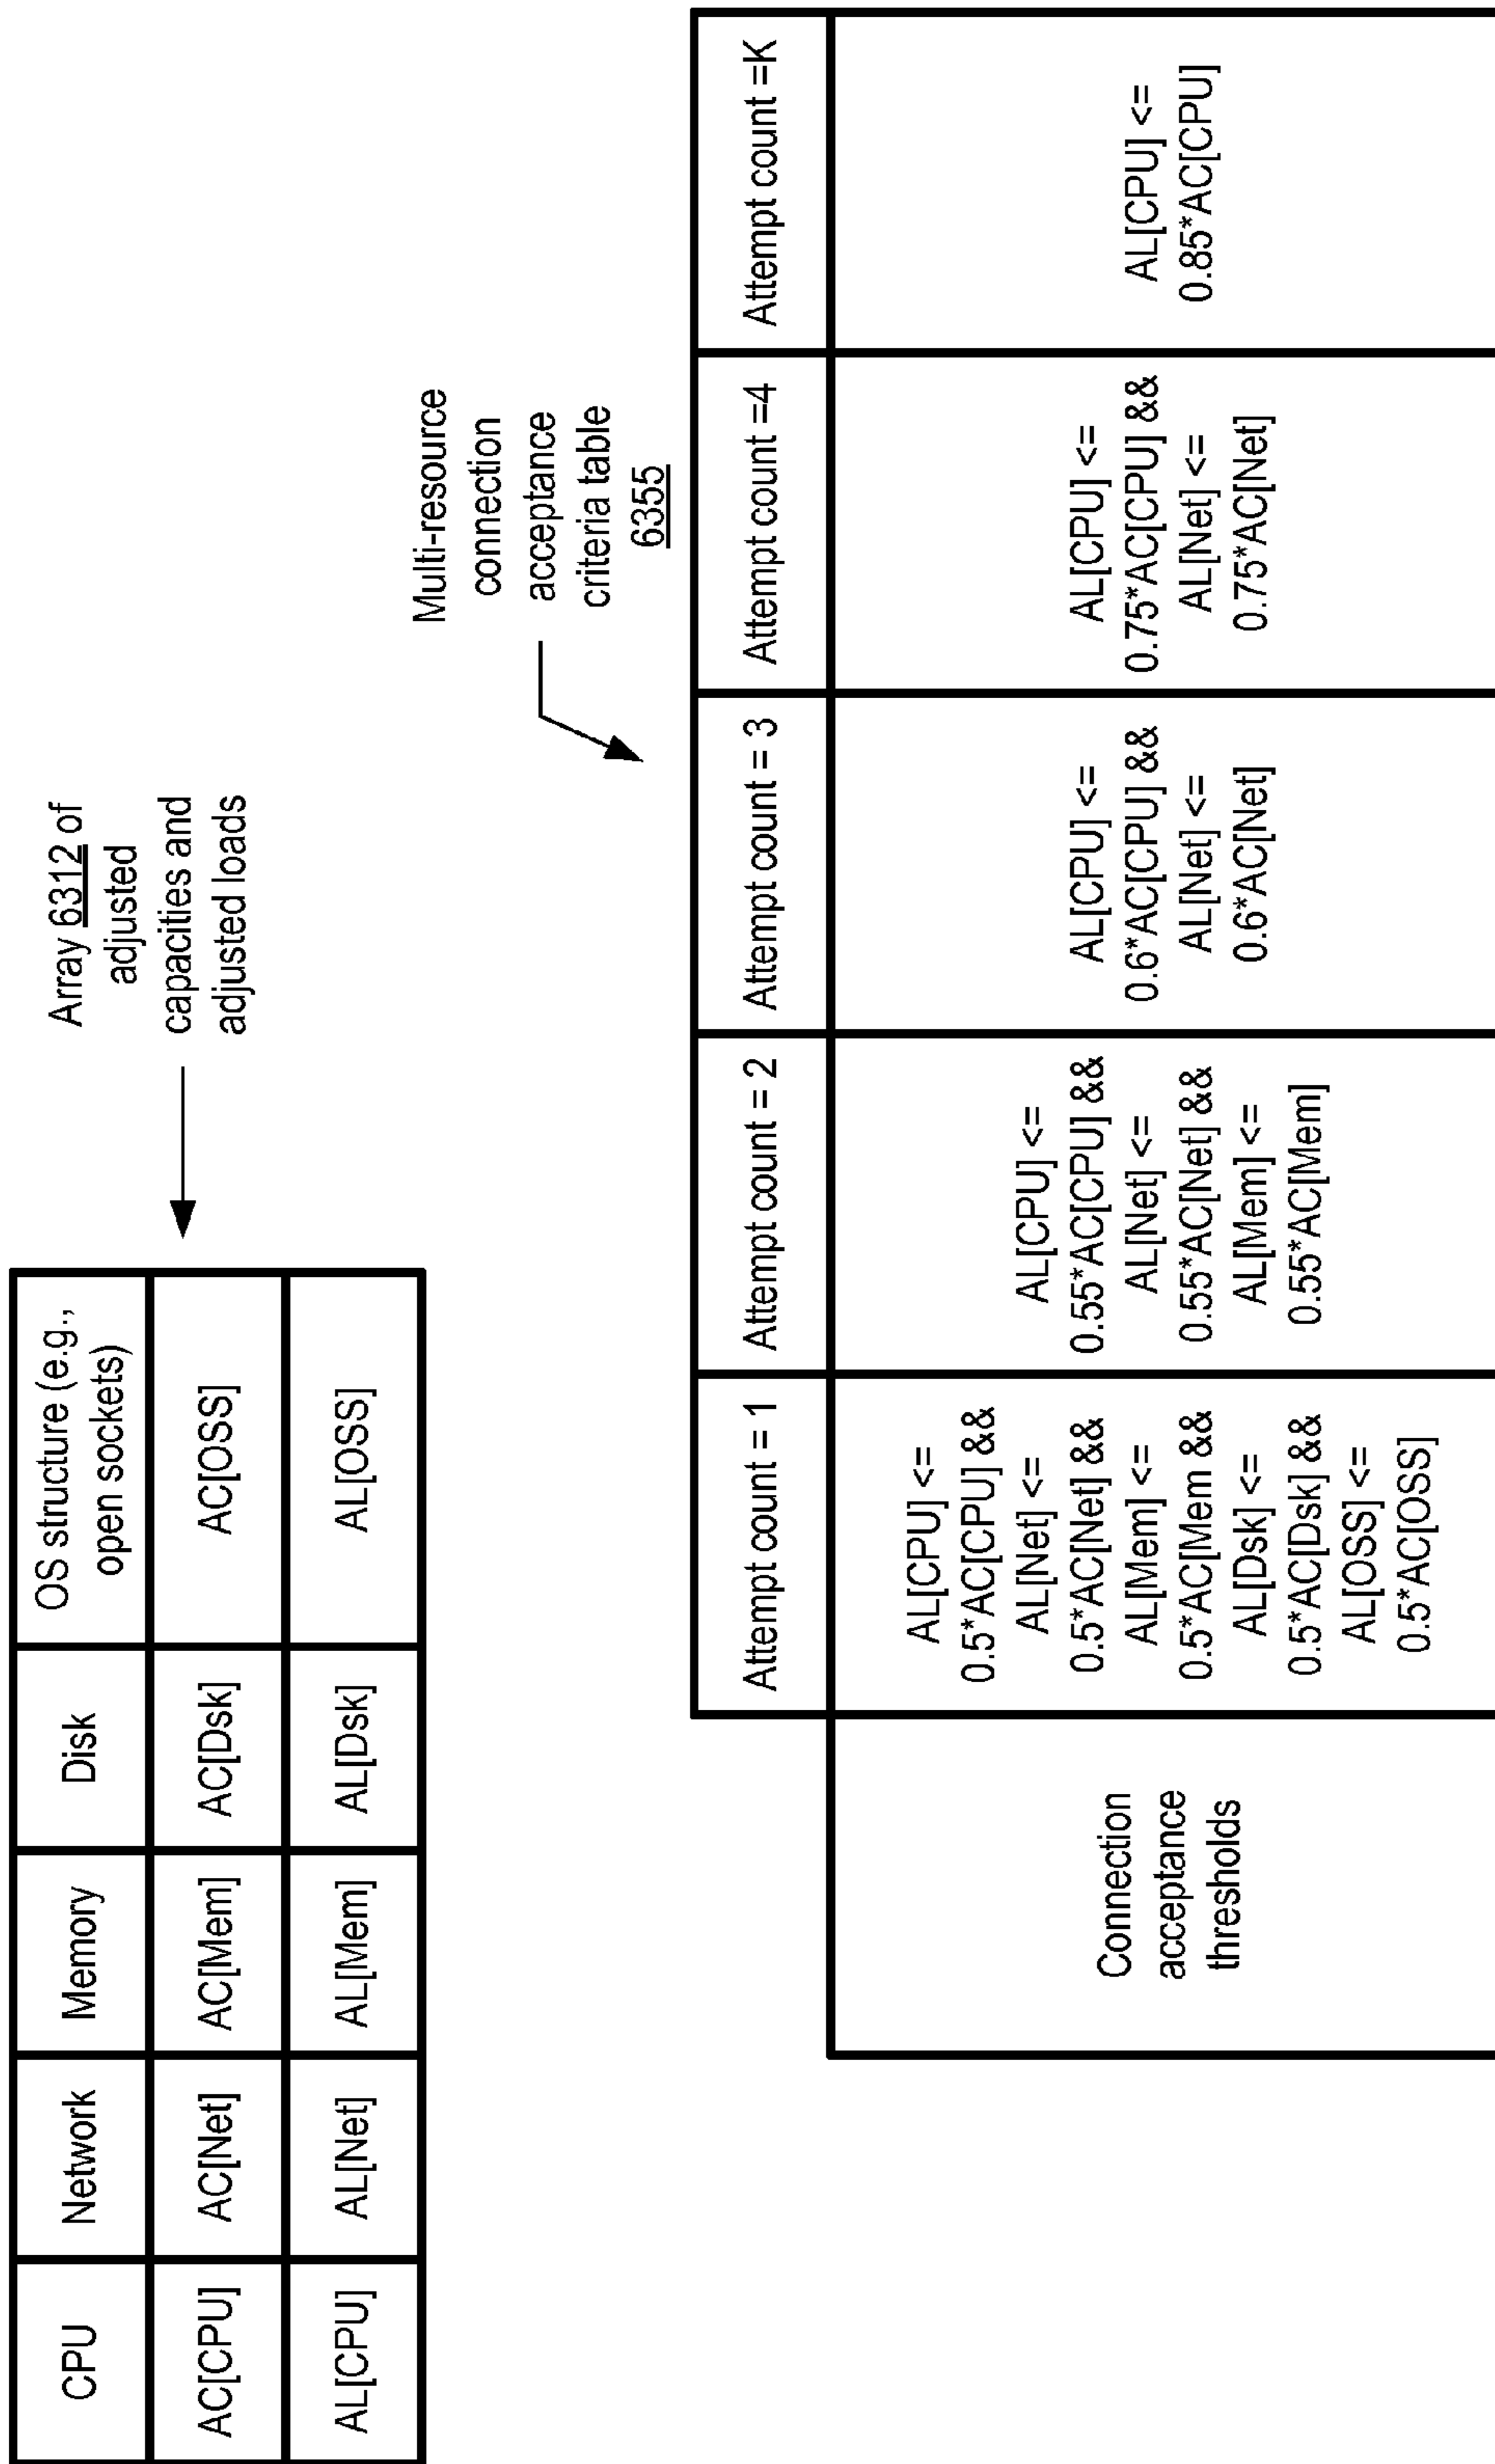 CPU
Network
Memory
Disk
OS structure (e.g.,
open sockets)
AC[CPU]
AC[Net]
AC[Mem]
AC[Dsk]
AC[OSS]
AL[CPU]
AL[Net]
AL[Mem]
AL[Dsk]
AL[OSS]
Array 6312 of
adjusted
capacities and
adjusted loads
Multi-resource
connection
acceptance
criteria table
6355
Attempt count = 1
Attempt count = 2
Attempt count = 3
Attempt count =4
Attempt count =K
Connection
acceptance
thresholds
AL[CPU] <=
0.5*AC[CPU] &&
AL[Net] <=
0.5*AC[Net] &&
AL[Mem] <=
0.5*AC[Mem &&
AL[Dsk] <=
0.5*AC[Dsk] &&
AL[OSS] <=
0.5*AC[OSS]
AL[CPU] <=
0.55*AC[CPU] &&
AL[Net] <=
0.55*AC[Net] &&
AL[Mem] <=
0.55*AC[Mem]
AL[CPU] <=
0.6*AC[CPU] &&
AL[Net] <=
0.6*AC[Net]
AL[CPU] <=
0.75*AC[CPU] &&
AL[Net] <=
0.75*AC[Net]
AL[CPU] <=
0.85*AC[CPU]